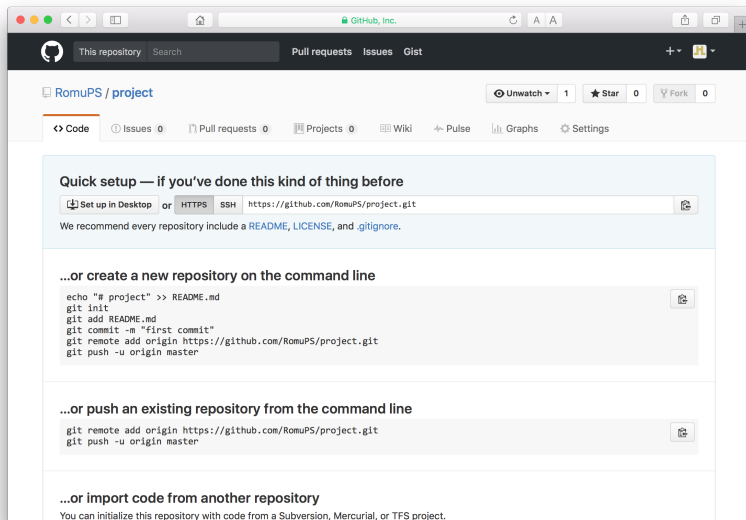 GitHub, Inc.
A A
This repository Search
Pull requests Issues Gist
RomuPS / project
Unwatch 1
Star 0
Fork 0
Code
Issues 0
Pull requests 0
Projects 0
Wiki
Pulse
Graphs
Settings
Quick setup — if you've done this kind of thing before
Set up in Desktop or HTTPS SSH https://github.com/RomuPS/project.git
We recommend every repository include a README, LICENSE, and .gitignore.
...or create a new repository on the command line
echo "# project" >> README.md
git init
git add README.md
git commit -m "first commit"
git remote add origin https://github.com/RomuPS/project.git
git push -u origin master
...or push an existing repository from the command line
git remote add origin https://github.com/RomuPS/project.git
git push -u origin master
...or import code from another repository
You can initialize this repository with code from a Subversion, Mercurial, or TFS project.